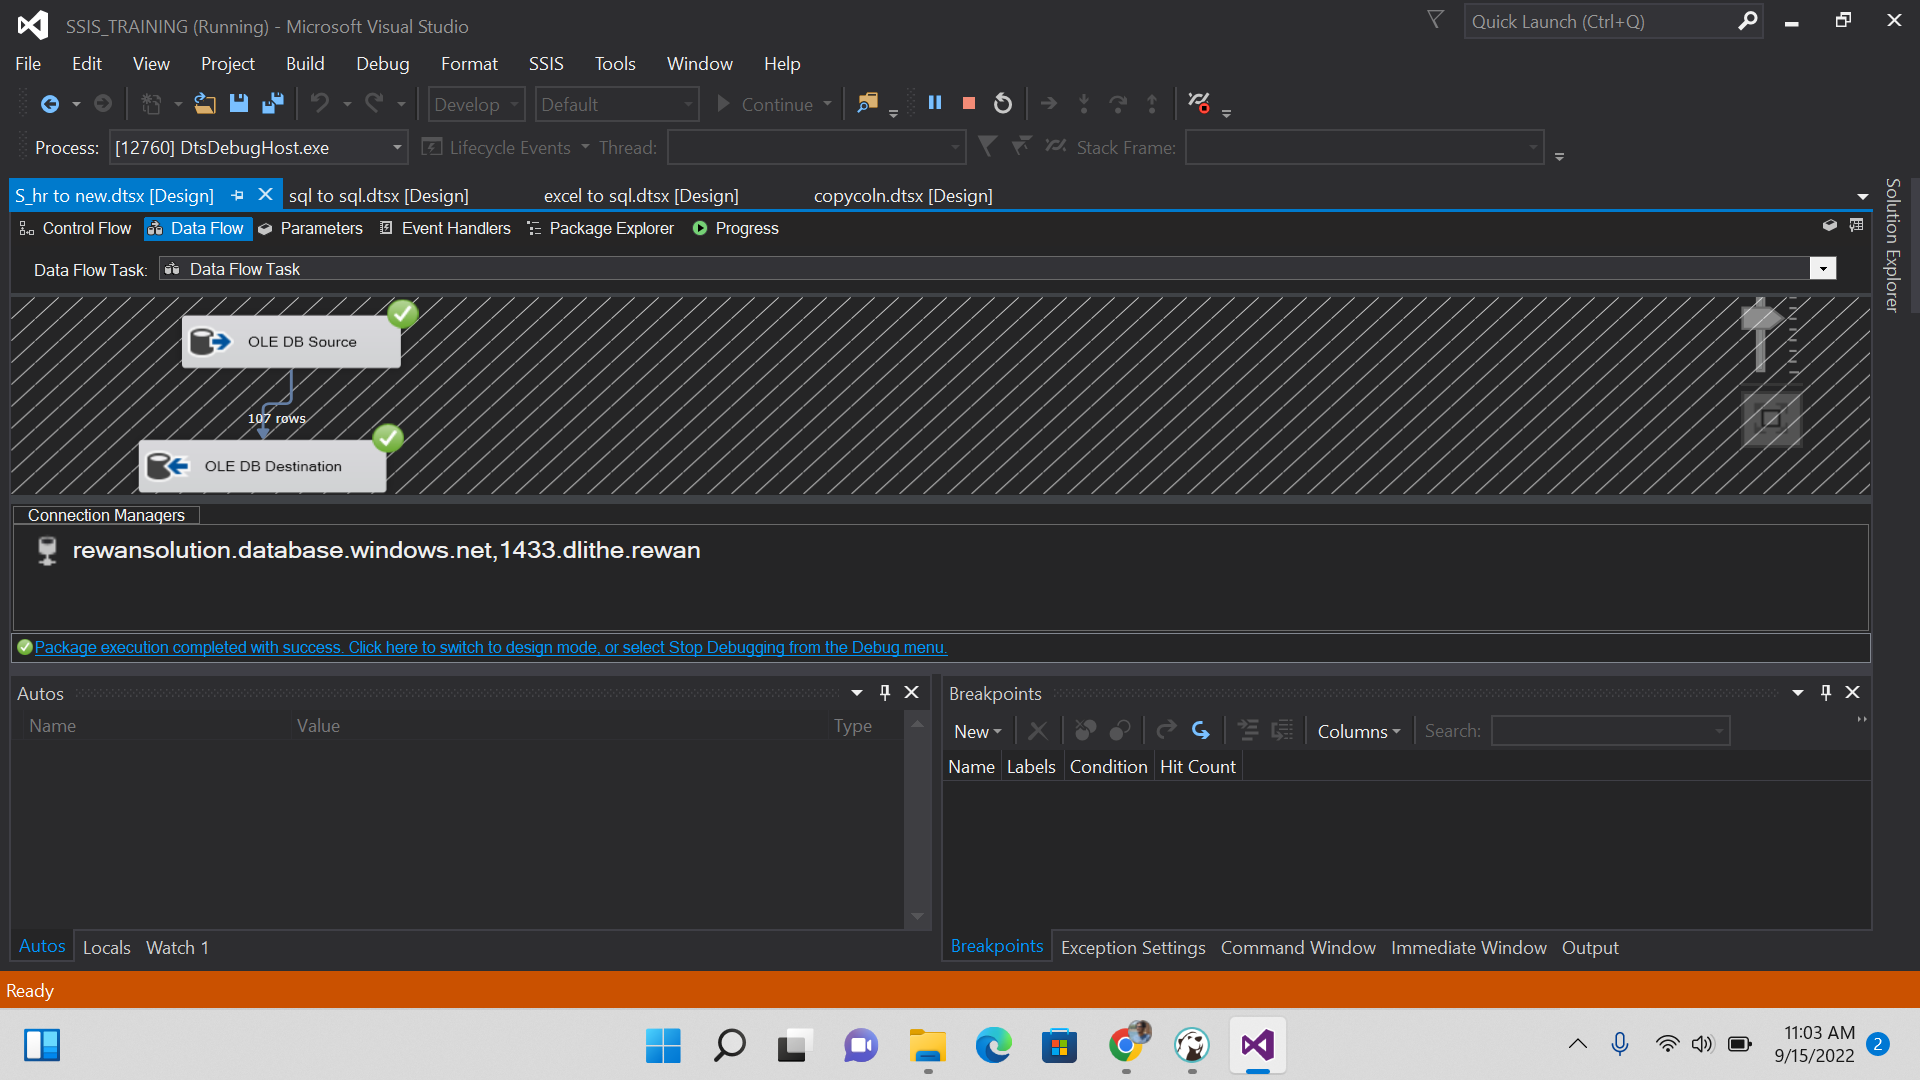 SSIS_TRAINING (Running) - Microsoft Visual Studio
Quick Launch (Ctrl+Q)
File Edit View Project Build Debug Format SSIS Tools Window Help
Develop Default Continue
Process: [12760] DtsDebugHost.exe Lifecycle Events Thread: Stack Frame:
S_hr to new.dtsx [Design] sql to sql.dtsx [Design] excel to sql.dtsx [Design] copycoln.dtsx [Design]
Solution Explorer
Control Flow Data Flow Parameters Event Handlers Package Explorer Progress
Data Flow Task: Data Flow Task
OLE DB Source
107 rows
OLE DB Destination
Connection Managers
rewansolution.database.windows.net,1433.dlithe.rewan
Package execution completed with success. Click here to switch to design mode, or select Stop Debugging from the Debug menu.
Autos
Name Value Type
Breakpoints
New Columns Search:
Name Labels Condition Hit Count
Autos Locals Watch 1
Breakpoints Exception Settings Command Window Immediate Window Output
Ready
11:03 AM
9/15/2022
2